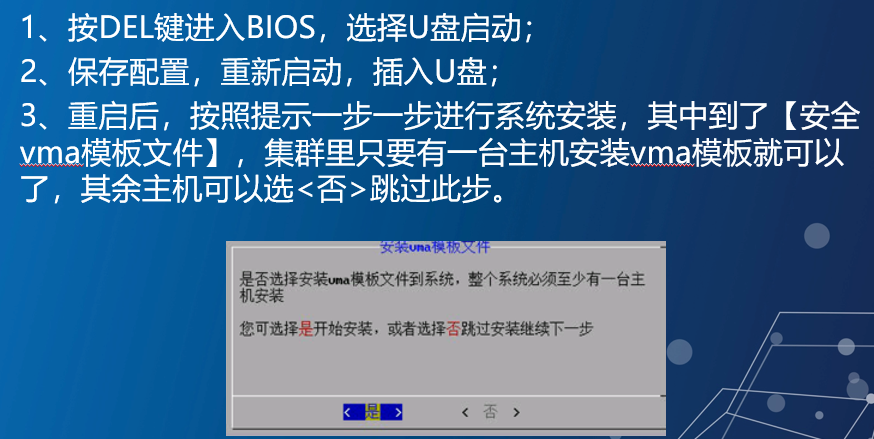 1、按DEL键进入BIOS，选择U盘启动；
2、保存配置，重新启动，插入U盘；
3、重启后，按照提示一步一步进行系统安装，其中到了【安全
vma模板文件】，集群里只要有一台主机安装vma模板就可以
了，其余主机可以选<否>跳过此步。
安装vma模板文件
是否选择安装vma模板文件到系统，整个系统必须至少有一台主
机安装
您可选择是开始安装，或者选择否跳过安装继续下一步
< 是 > < 否 >